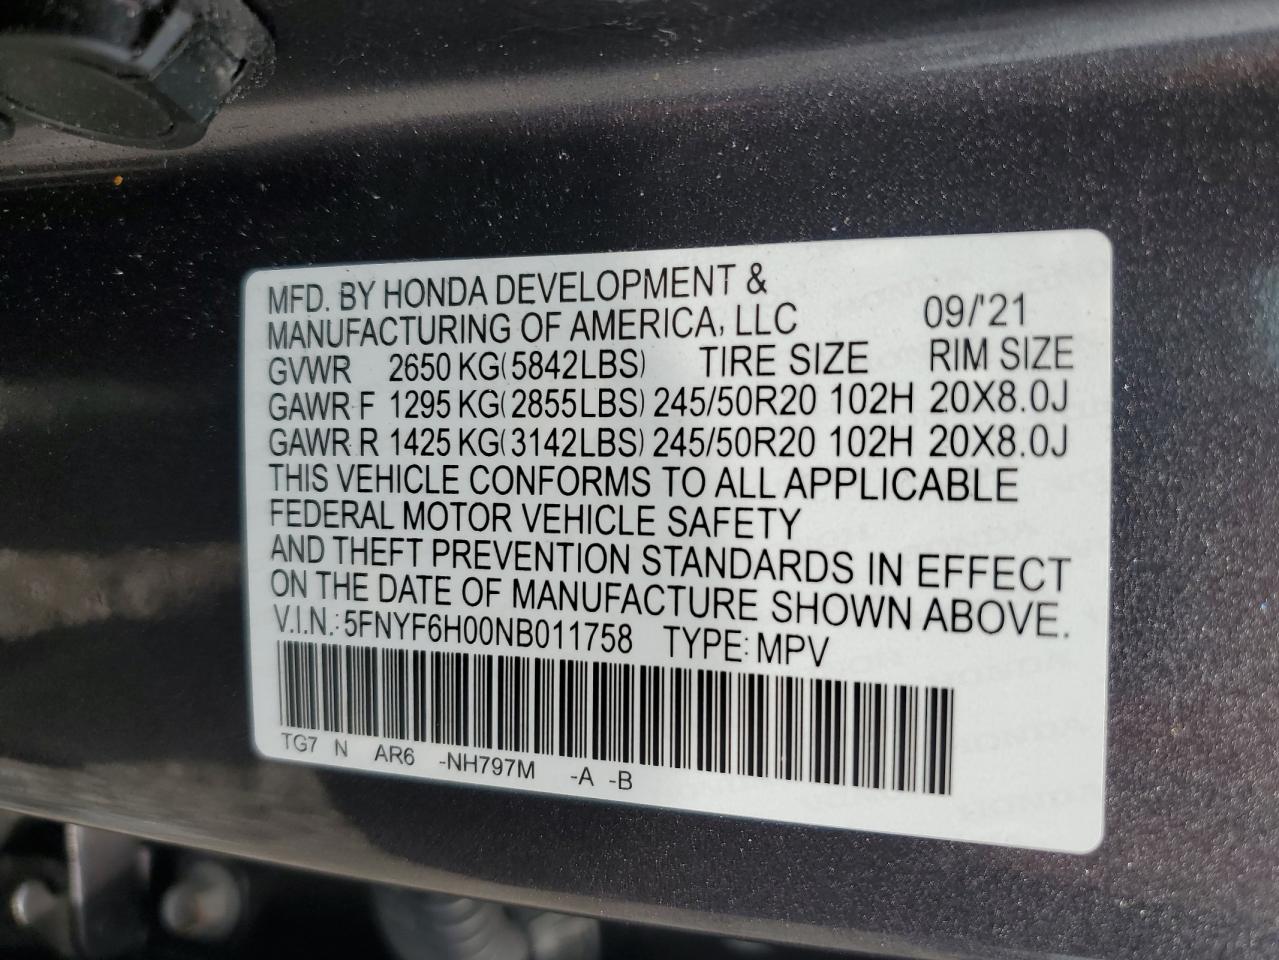 MFD. BY HONDA DEVELOPMENT &
MANUFACTURING OF AMERICA, LLC 09/'21
GVWR 2650 KG(5842LBS) TIRE SIZE RIM SIZE
GAWR F 1295 KG(2855LBS) 245/50R20 102H 20X8.0J
GAWR R 1425 KG(3142LBS) 245/50R20 102H 20X8.0J
THIS VEHICLE CONFORMS TO ALL APPLICABLE
FEDERAL MOTOR VEHICLE SAFETY
AND THEFT PREVENTION STANDARDS IN EFFECT
ON THE DATE OF MANUFACTURE SHOWN ABOVE.
V.I.N.: 5FNYF6H00NB011758 TYPE: MPV
TG7 N AR6 -NH797M -A -B